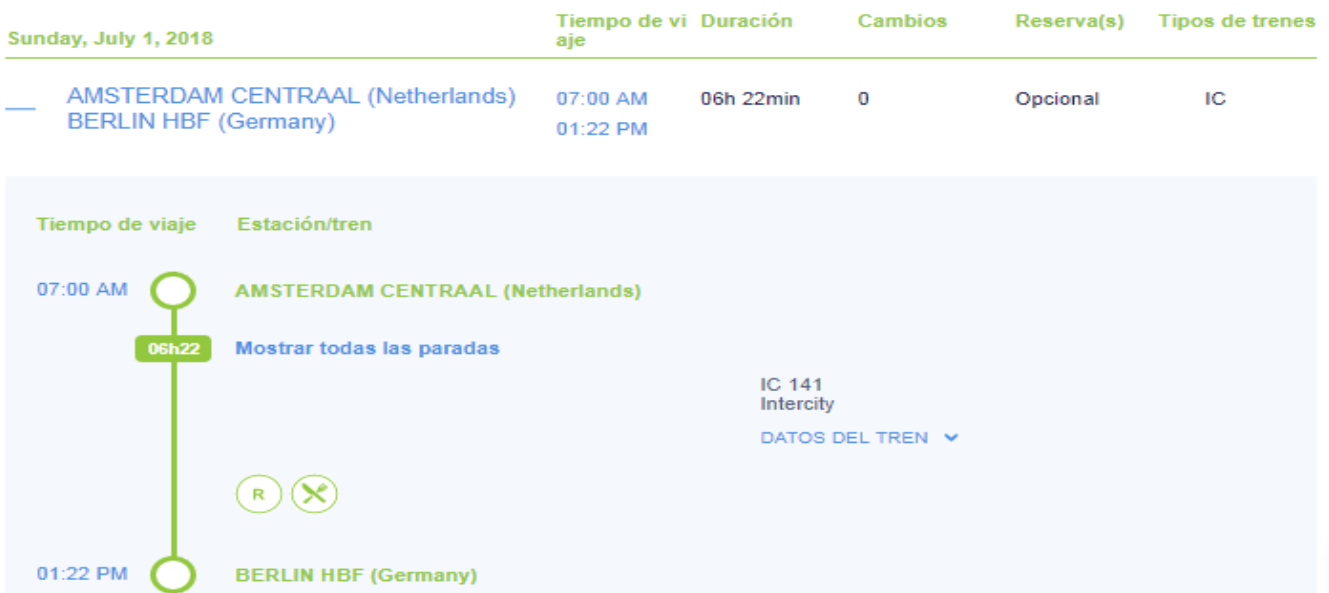 Sunday, July 1, 2018
Tiempo de vi
aje
Duración
Cambios
Reserva(s)
Tipos de trenes
AMSTERDAM CENTRAAL (Netherlands)
BERLIN HBF (Germany)
07:00 AM
01:22 PM
06h 22min
0
Opcional
IC
Tiempo de viaje
Estación/tren
07:00 AM
AMSTERDAM CENTRAAL (Netherlands)
06h22
Mostrar todas las paradas
IC 141
Intercity
DATOS DEL TREN
R
01:22 PM
BERLIN HBF (Germany)